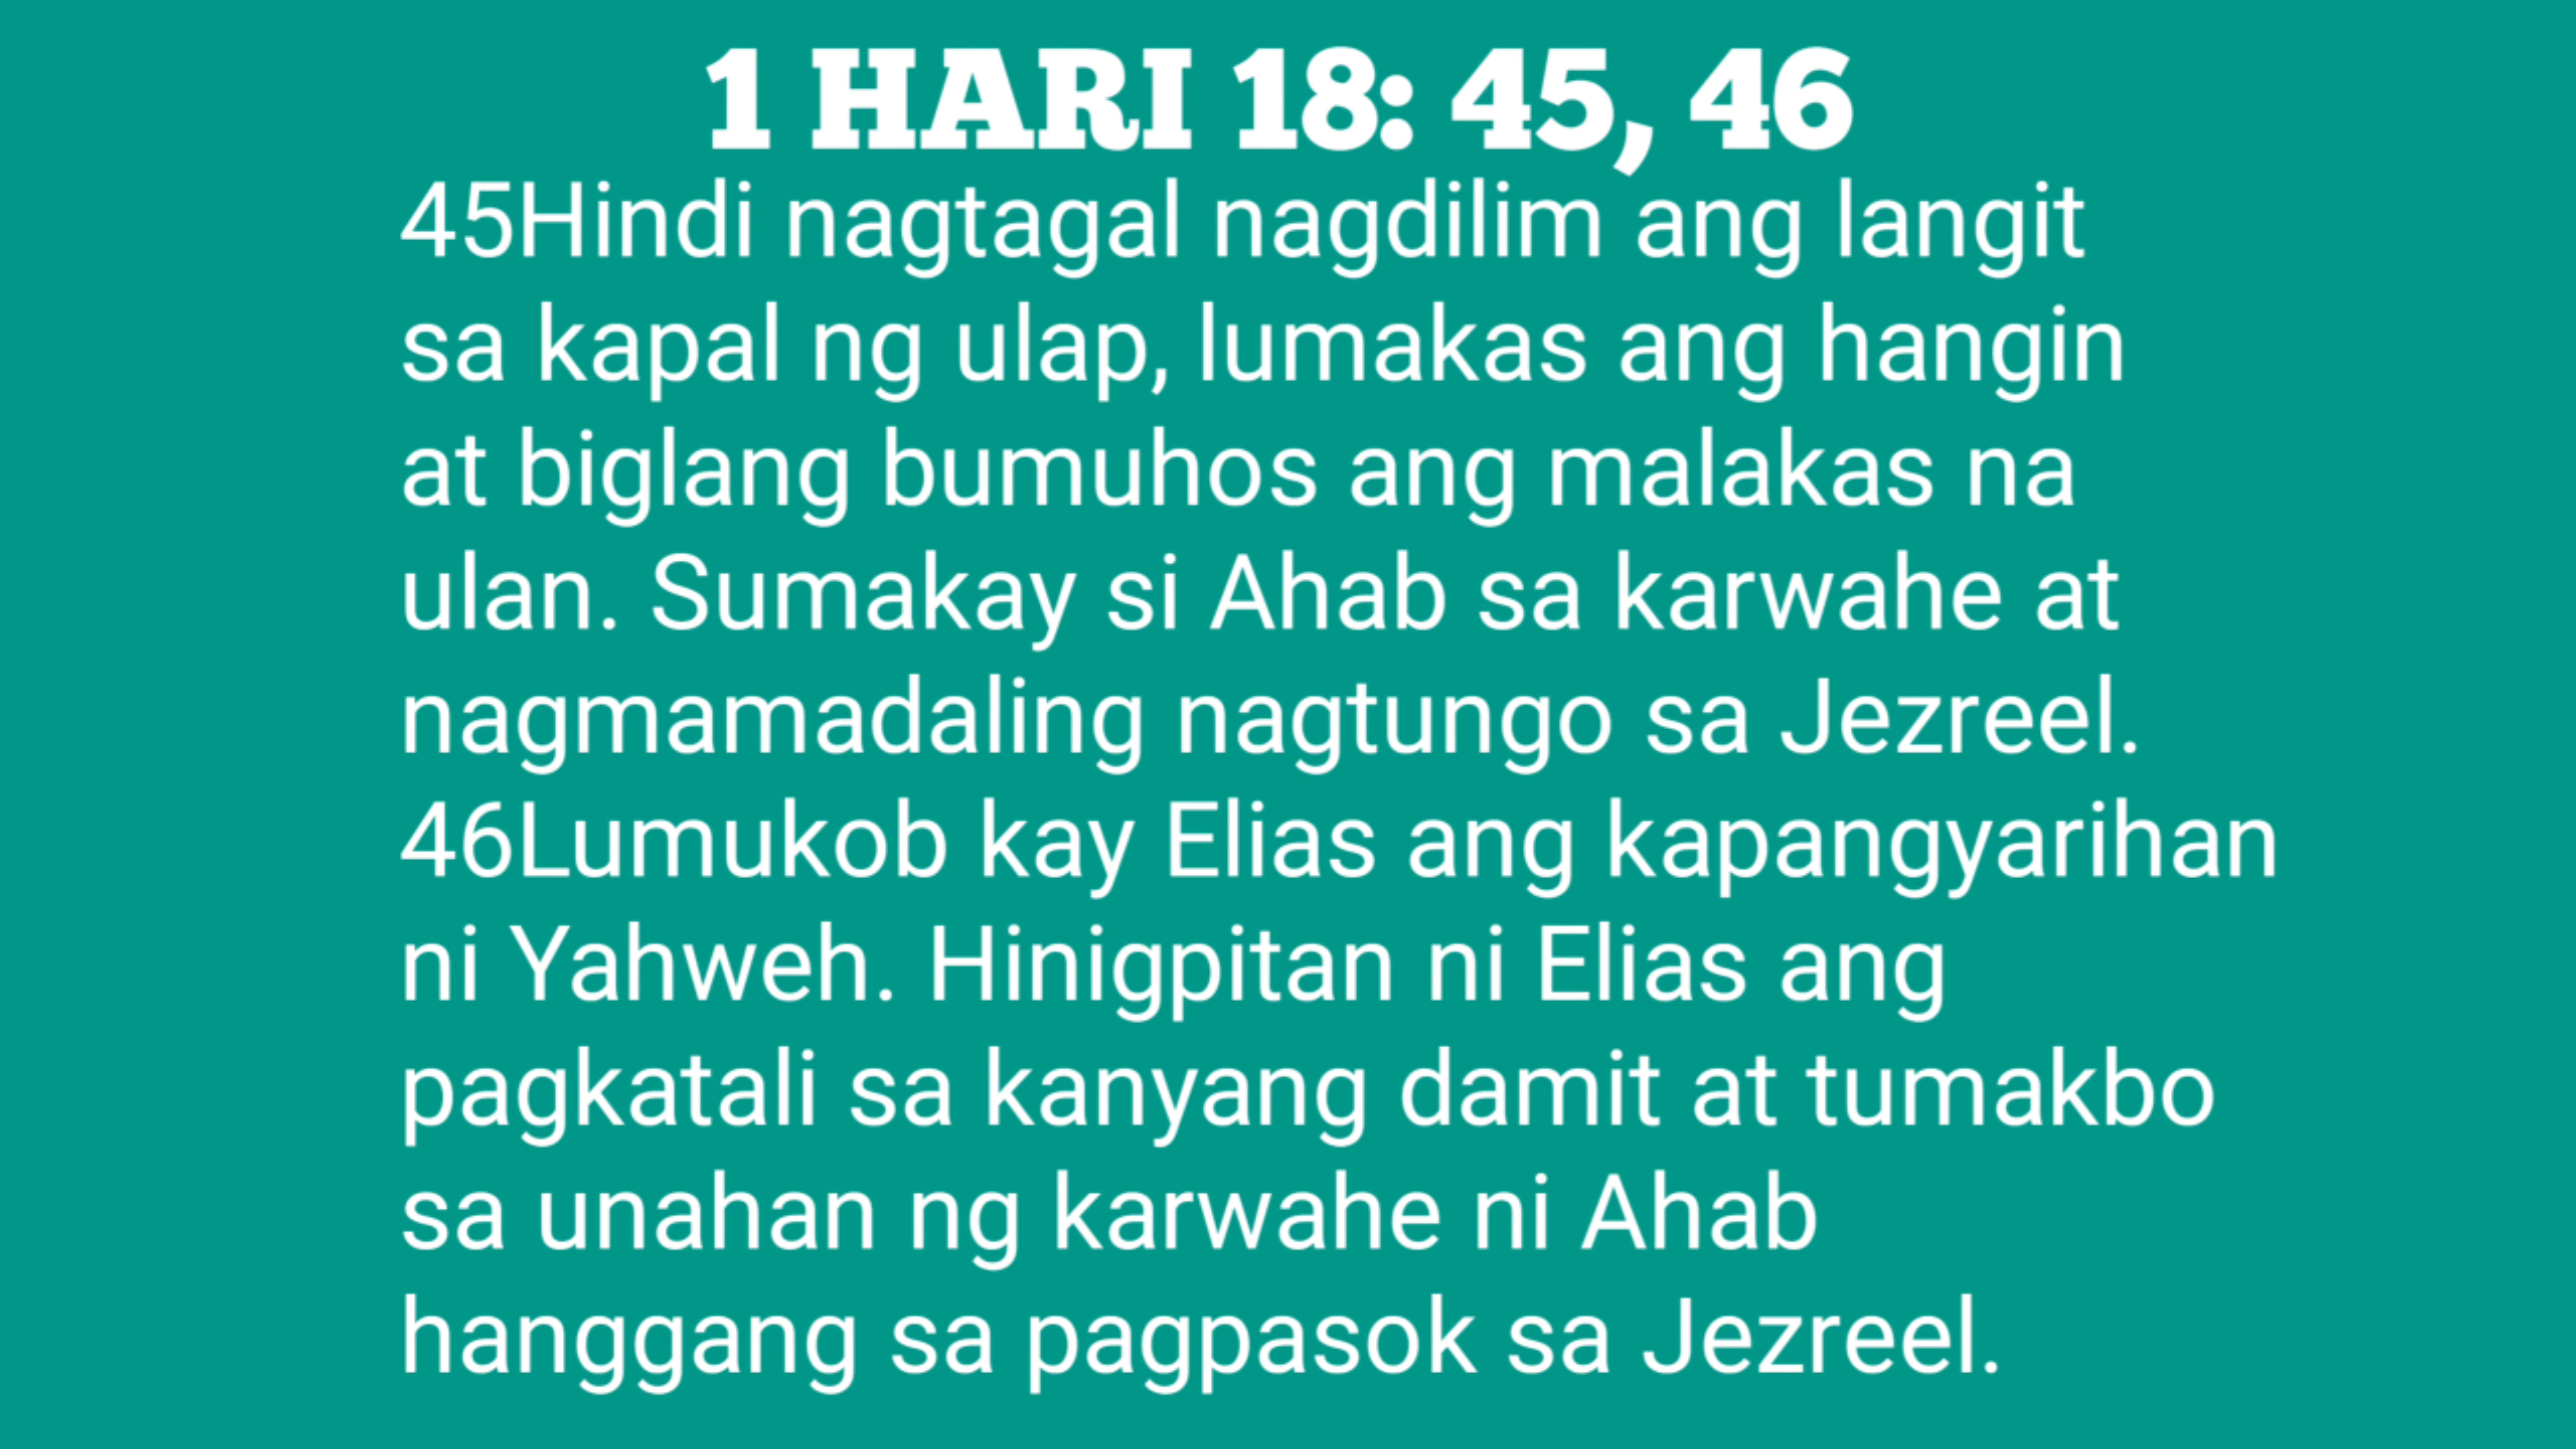 1 HARI 18: 45, 46
45Hindi nagtagal nagdilim ang langit
sa kapal ng ulap, lumakas ang hangin
at biglang bumuhos ang malakas na
ulan. Sumakay si Ahab sa karwahe at
nagmamadaling nagtungo sa Jezreel.
46Lumukob kay Elias ang kapangyarihan
ni Yahweh. Hinigpitan ni Elias ang
pagkatali sa kanyang damit at tumakbo
sa unahan ng karwahe ni Ahab
hanggang sa pagpasok sa Jezreel.